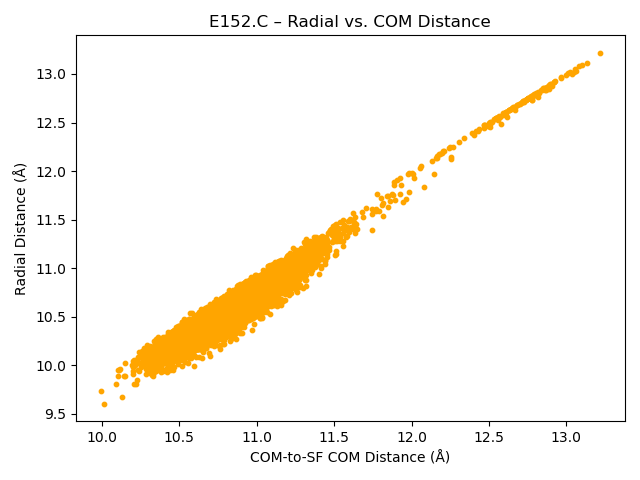 E152.C – Radial vs. COM Distance
Radial Distance (Å)
13.0
12.5
12.0
11.5
11.0
10.5
10.0
9.5
10.0 10.5 11.0 11.5 12.0 12.5 13.0
COM-to-SF COM Distance (Å)